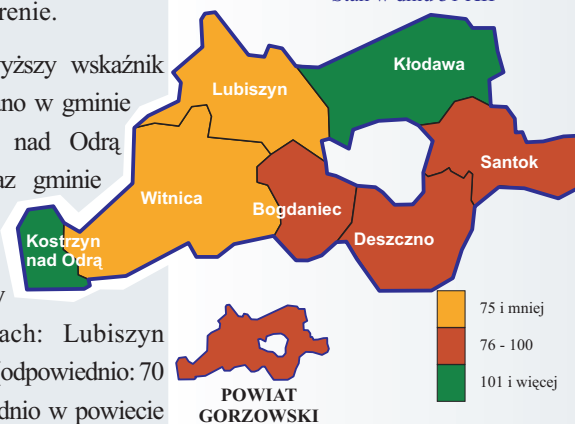 renie.
yższy wskaźnik
no w gminie
nad Odrą
az gminie
y
ach: Lubiszyn
odpowiednio: 70
dnio w powiecie
Kłodawa
Lubiszyn
Santok
Witnica
Bogdaniec
Deszczno
Kostrzyn
nad Odrą
75 i mniej
76 - 100
101 i więcej
POWIAT
GORZOWSKI